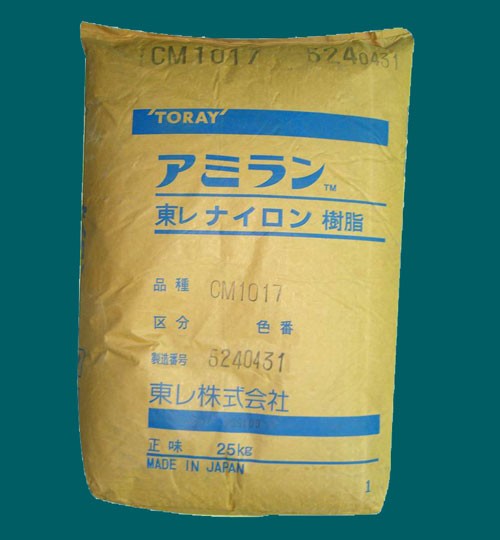 CM1017 5240431
'TORAY'
アミラン™
東レ ナイロン 樹脂
品種 CM1017
区分 色番
製造番号 5240431
東レ株式会社
正味 25kg
MADE IN JAPAN
1